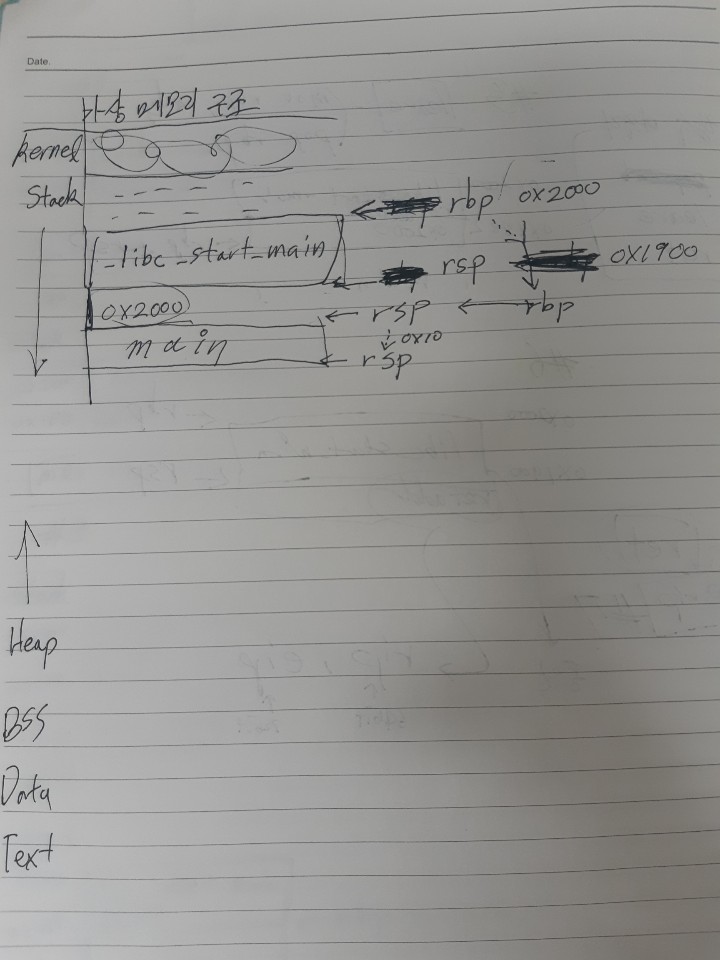 Date.
가상 메모리 구조
kernel
Stack
rbp 0x2000
_libc_start_main
rsp 0x1900
0x2000
rsp rbp
0x10
main
rsp
Heap
BSS
Data
Text